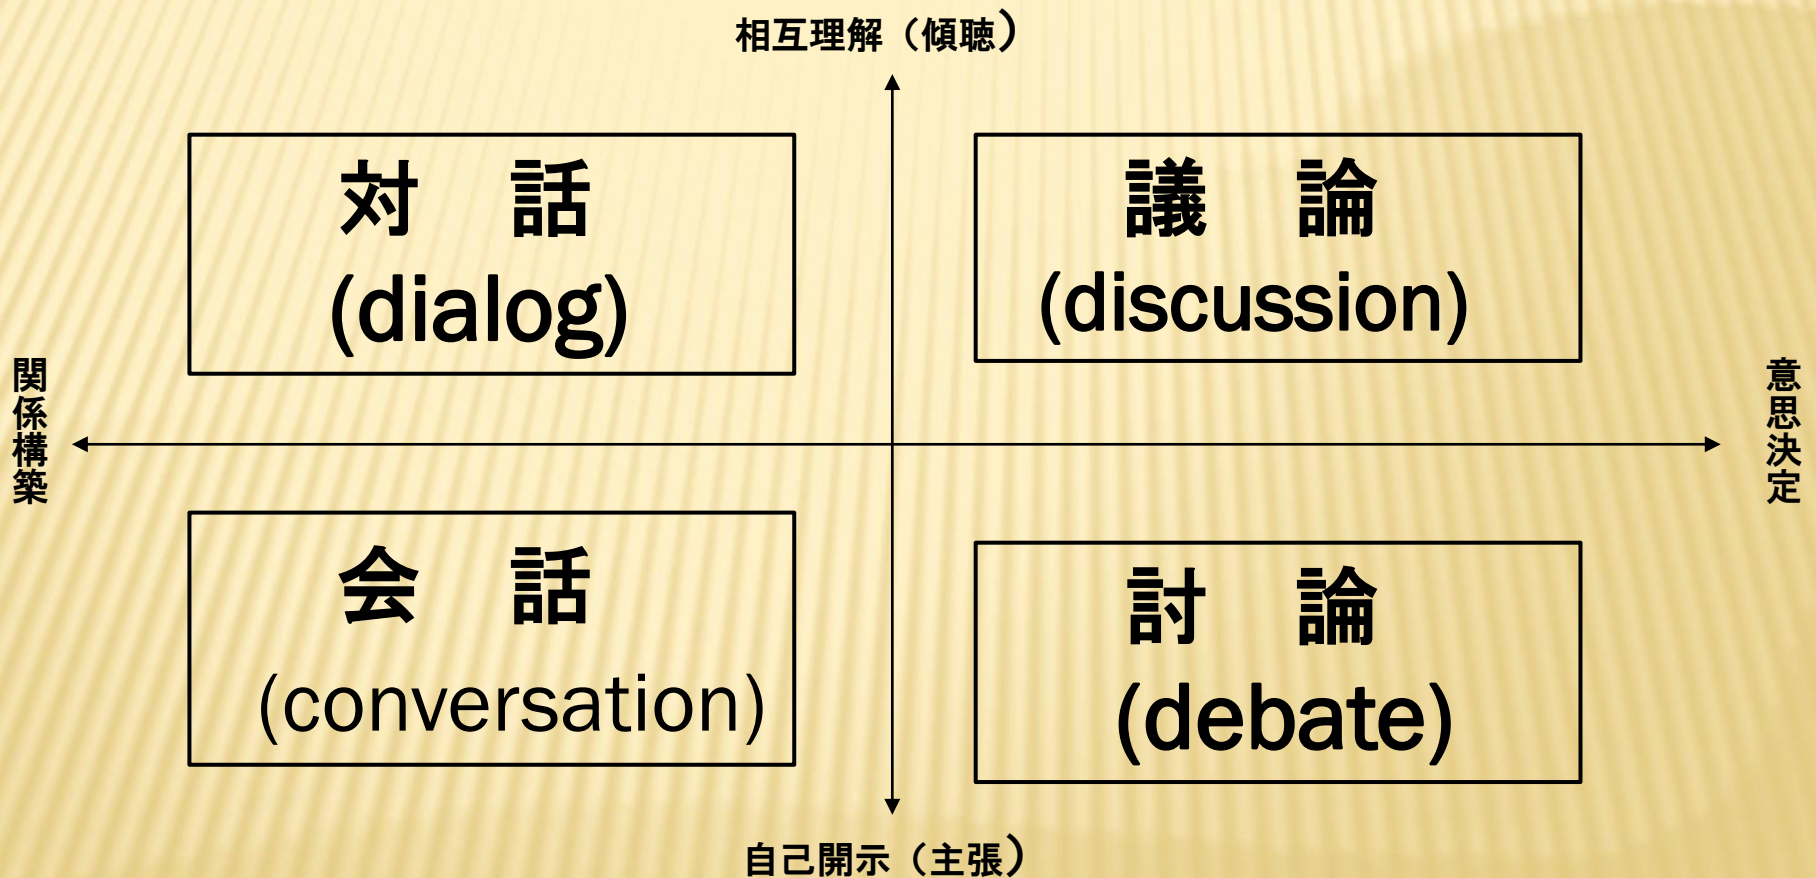 相互理解（傾聴）
対　話
(dialog)
議　論
(discussion)
関係構築
意思決定
会　話
(conversation)
討　論
(debate)
自己開示（主張）